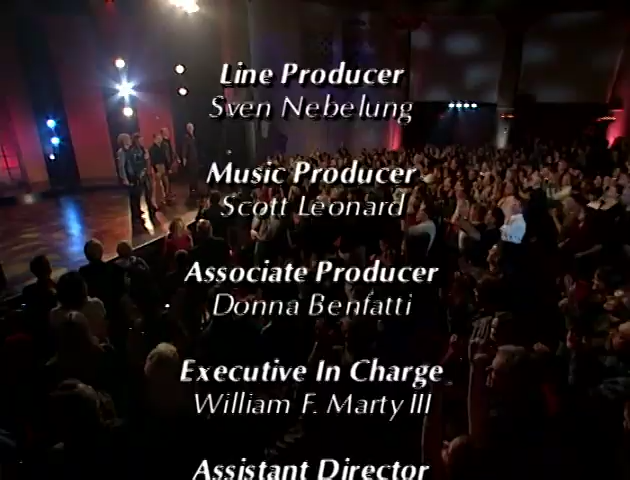 Line Producer
Sven Nebelung
Music Producer
Scott Leonard
Associate Producer
Donna Benfatti
Executive In Charge
William F. Marty III
Assistant Director